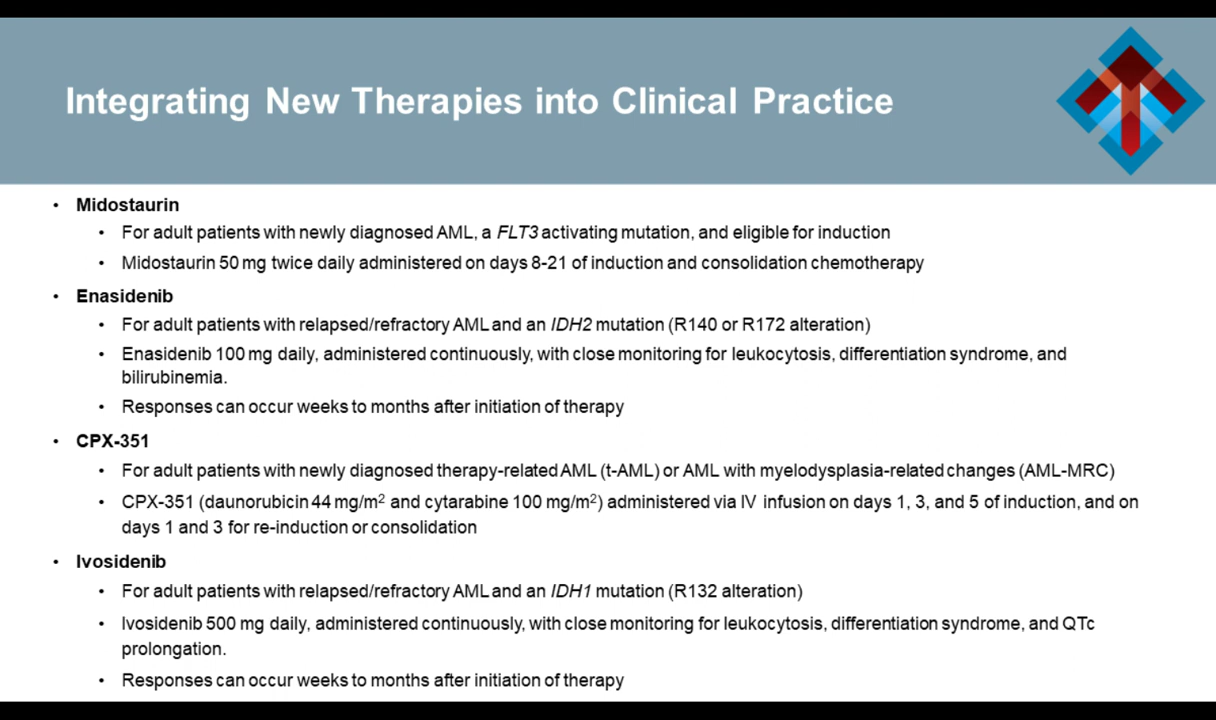 Integrating New Therapies into Clinical Practice
• Midostaurin
• For adult patients with newly diagnosed AML, a FLT3 activating mutation, and eligible for induction
• Midostaurin 50 mg twice daily administered on days 8-21 of induction and consolidation chemotherapy
• Enasidenib
• For adult patients with relapsed/refractory AML and an IDH2 mutation (R140 or R172 alteration)
• Enasidenib 100 mg daily, administered continuously, with close monitoring for leukocytosis, differentiation syndrome, and
bilirubinemia.
• Responses can occur weeks to months after initiation of therapy
• CPX-351
• For adult patients with newly diagnosed therapy-related AML (t-AML) or AML with myelodysplasia-related changes (AML-MRC)
• CPX-351 (daunorubicin 44 mg/m² and cytarabine 100 mg/m²) administered via IV infusion on days 1, 3, and 5 of induction, and on
days 1 and 3 for re-induction or consolidation
• Ivosidenib
• For adult patients with relapsed/refractory AML and an IDH1 mutation (R132 alteration)
• Ivosidenib 500 mg daily, administered continuously, with close monitoring for leukocytosis, differentiation syndrome, and QTc
prolongation.
• Responses can occur weeks to months after initiation of therapy